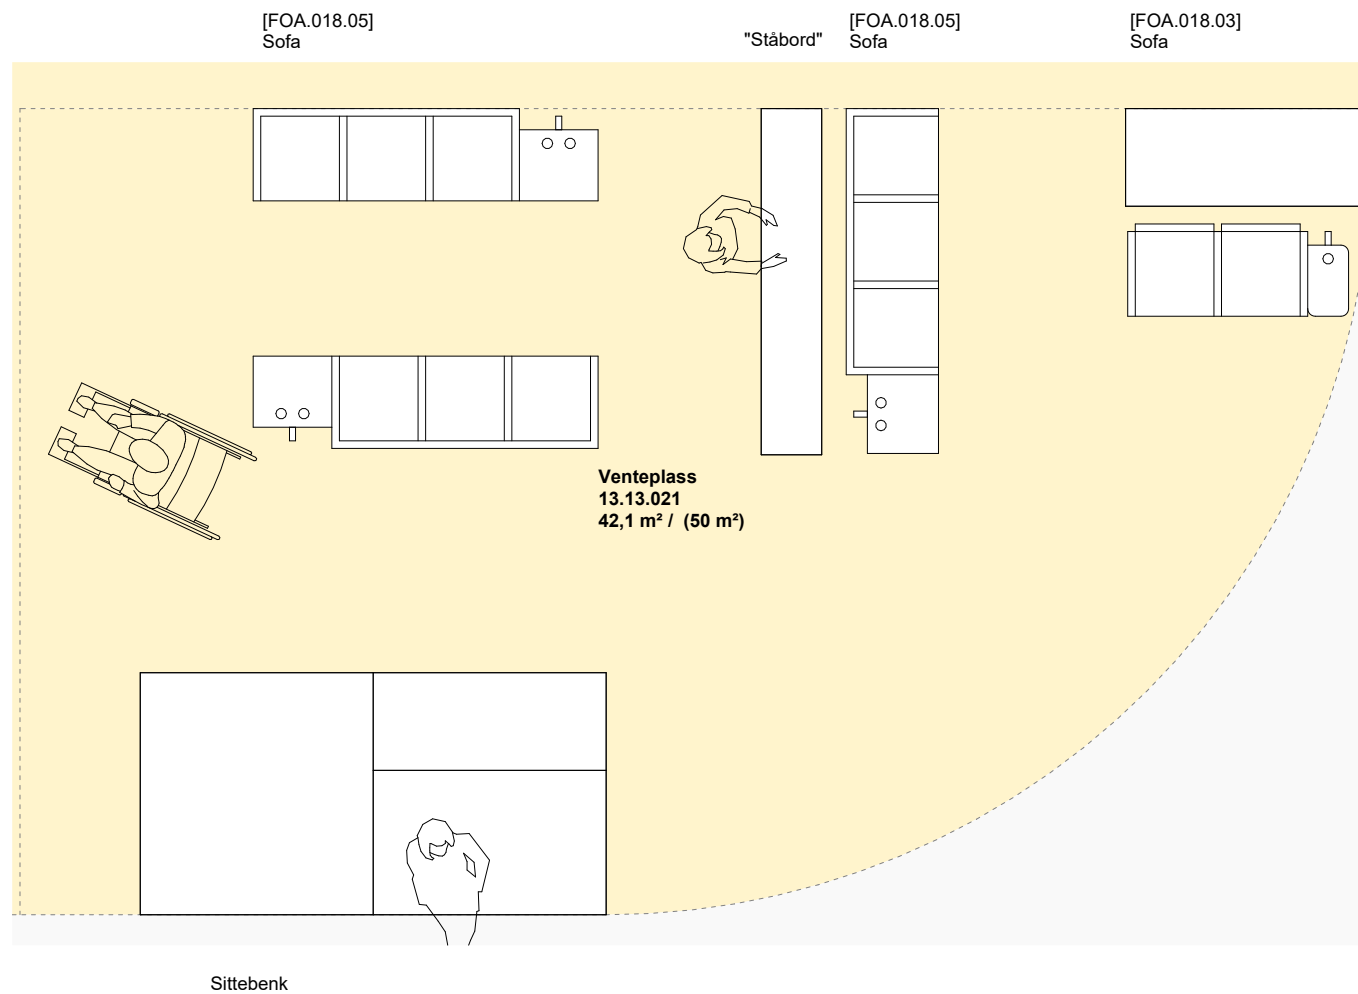 [FOA.018.05]
Sofa
"Ståbord"
[FOA.018.05]
Sofa
[FOA.018.03]
Sofa
Venteplass
13.13.021
42,1 m² / (50 m²)
Sittebenk